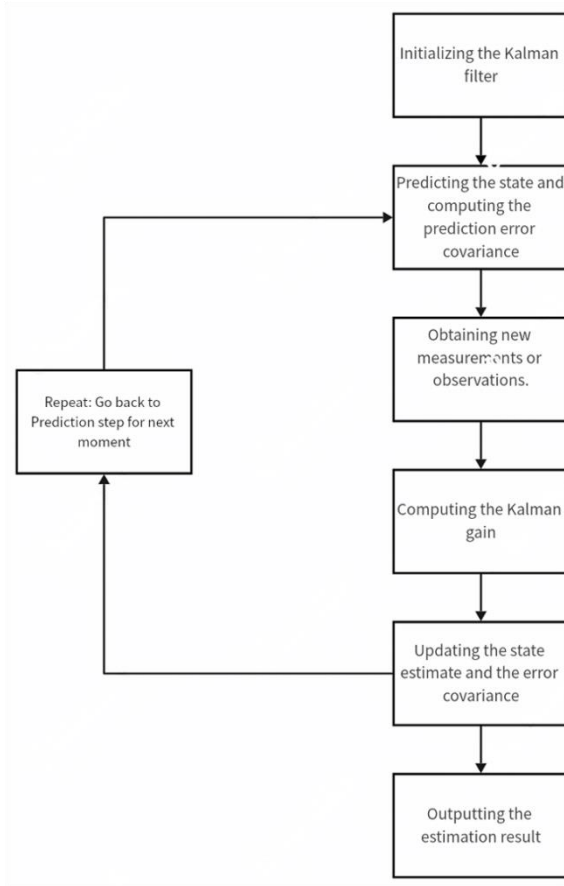 Initializing the Kalman
filter
Predicting the state and
computing the
prediction error
covariance
Obtaining new
measurements or
observations.
Repeat: Go back to
Prediction step for next
moment
Computing the Kalman
gain
Updating the state
estimate and the error
covariance
Outputting the
estimation result